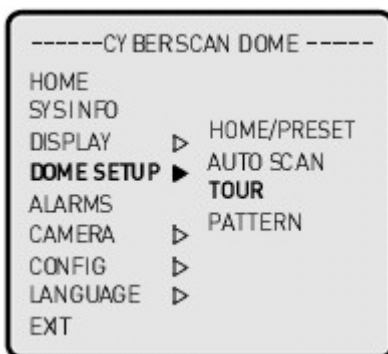 ------CYBERSCAN DOME ------
HOME
SYSINFO
DISPLAY ▷
DOME SETUP ▶
ALARMS
CAMERA ▷
CONFIG ▷
LANGUAGE ▷
EXIT
HOME/PRESET
AUTO SCAN
TOUR
PATTERN